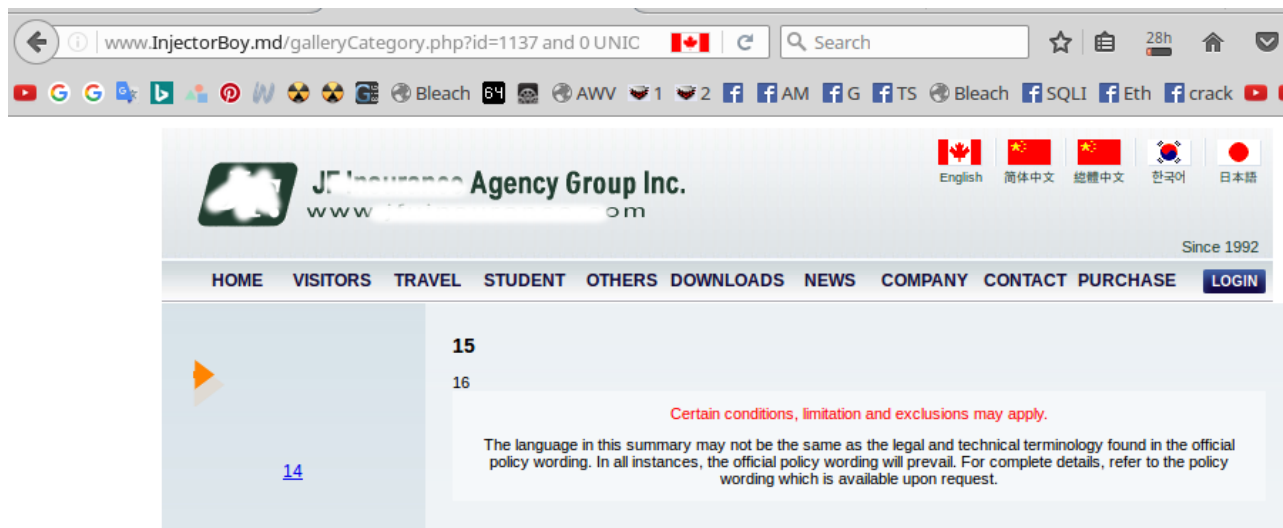 www.InjectorBoy.md/galleryCategory.php?id=1137 and 0 UNIC
Search
28h
Bleach 64 AWV 1 2 AM G TS Bleach SQLI Eth crack
Agency Group Inc.
www om
English 简体中文 總體中文 한국어 日本語
Since 1992
HOME VISITORS TRAVEL STUDENT OTHERS DOWNLOADS NEWS COMPANY CONTACT PURCHASE LOGIN
15
16
Certain conditions, limitation and exclusions may apply.
The language in this summary may not be the same as the legal and technical terminology found in the official
policy wording. In all instances, the official policy wording will prevail. For complete details, refer to the policy
wording which is available upon request.
14